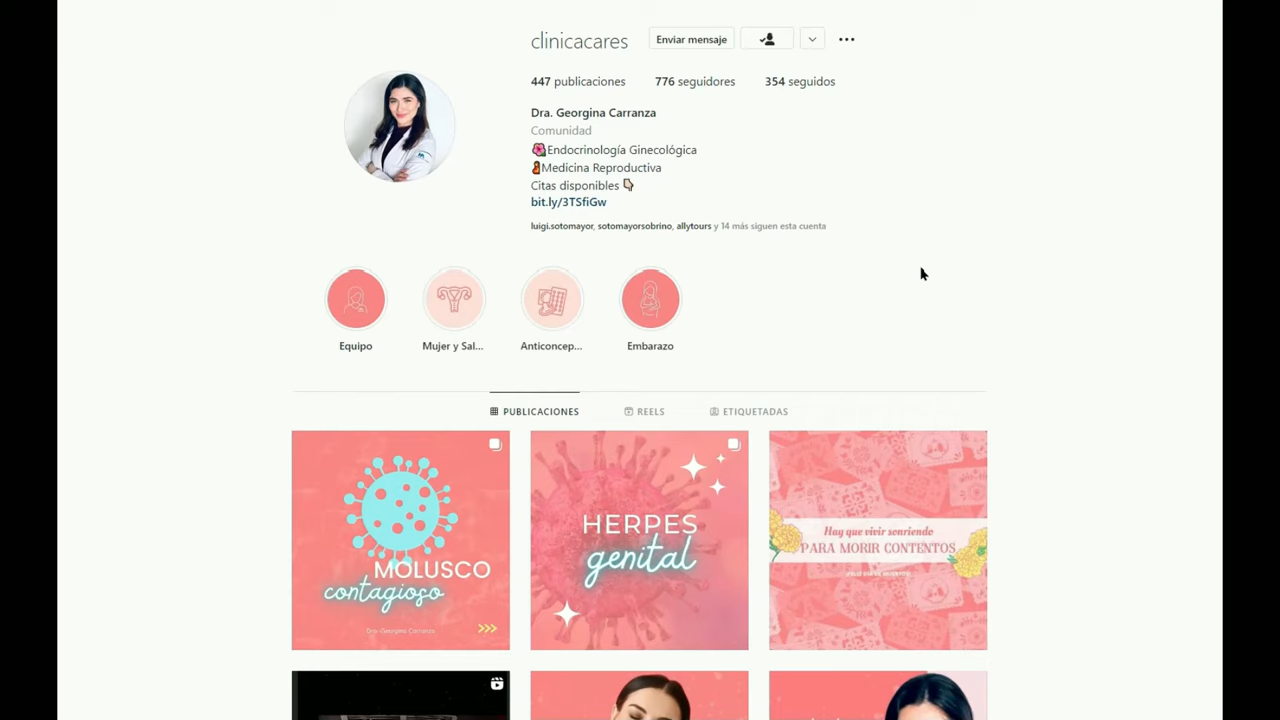 clinicacares
Enviar mensaje
447 publicaciones
776 seguidores
354 seguidos
Dra. Georgina Carranza
Comunidad
🌺Endocrinología Ginecológica
🤰Medicina Reproductiva
Citas disponibles 👇🏻
bit.ly/3TSfiGw
luigi.sotomayor, sotomayorsobrino, allytours y 14 más siguen esta cuenta
Equipo
Mujer y Sal...
Anticoncep...
Embarazo
PUBLICACIONES
REELS
ETIQUETADAS
MOLUSCO
contagioso
Dra. Georgina Carranza
>>>
HERPES
genital
Hay que vivir sonriendo
PARA MORIR CONTENTOS